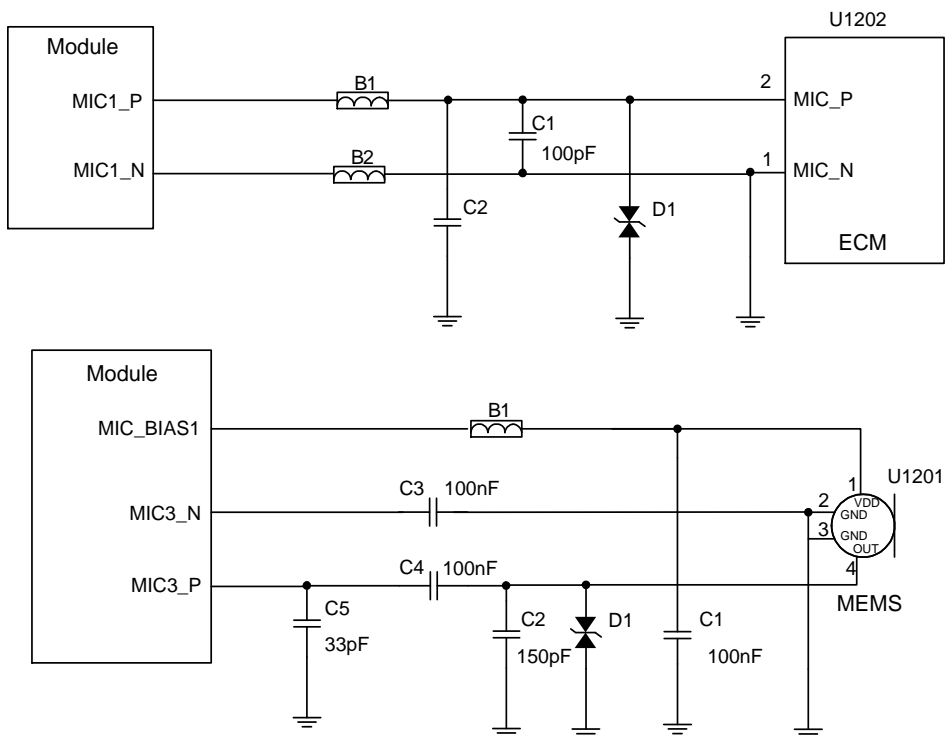 U1202
Module
B1
2
MIC1_P
MIC_P
C1
100pF
B2
1
MIC1_N
MIC_N
C2
D1
ECM
Module
B1
MIC_BIAS1
U1201
C3
100nF
1
VDD
2
GND
MIC3_N
3
GND
OUT
C4
100nF
MIC3_P
4
MEMS
C5
33pF
C2
150pF
D1
C1
100nF